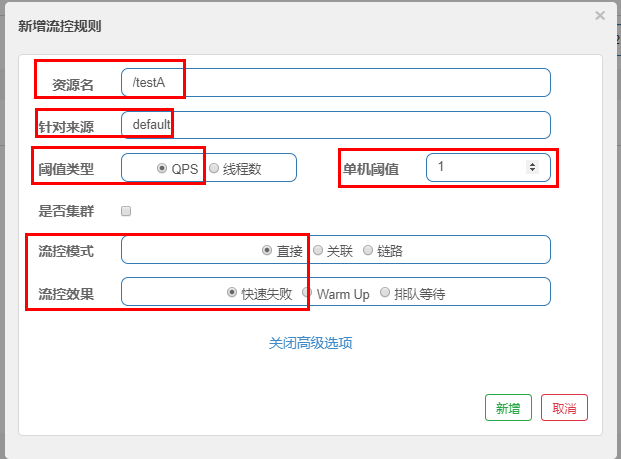 新增流控规则
×
资源名 /testA
针对来源 default
阈值类型 QPS 线程数 单机阈值 1
是否集群
流控模式 直接 关联 链路
流控效果 快速失败 Warm Up 排队等待
关闭高级选项
新增 取消